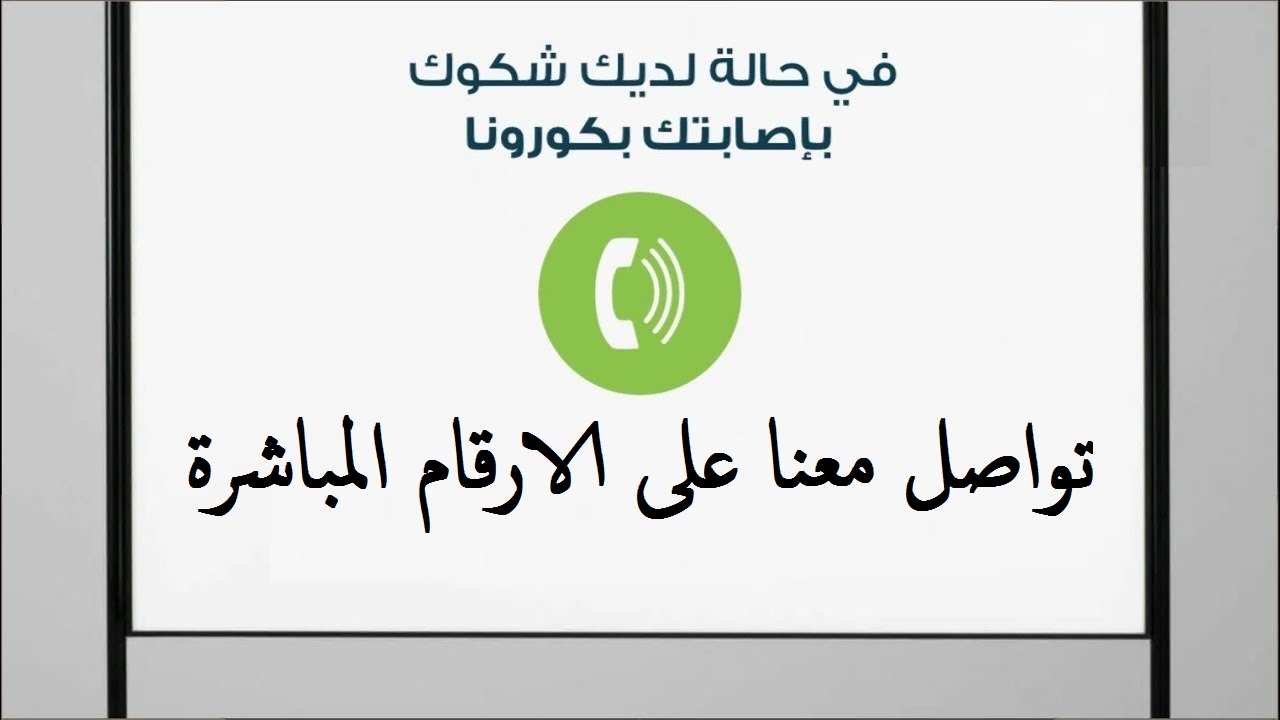 في حالة لديك شكوك
بإصابتك بكورونا
تواصل معنا على الارقام المباشرة